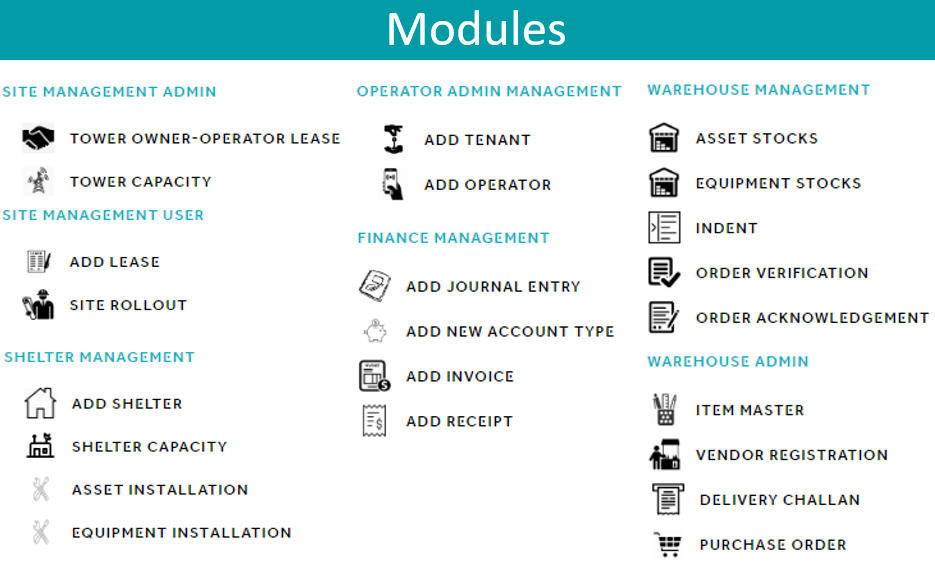 Modules
SITE MANAGEMENT ADMIN
TOWER OWNER-OPERATOR LEASE
TOWER CAPACITY
SITE MANAGEMENT USER
ADD LEASE
SITE ROLLOUT
SHELTER MANAGEMENT
ADD SHELTER
SHELTER CAPACITY
ASSET INSTALLATION
EQUIPMENT INSTALLATION
OPERATOR ADMIN MANAGEMENT
ADD TENANT
ADD OPERATOR
FINANCE MANAGEMENT
ADD JOURNAL ENTRY
ADD NEW ACCOUNT TYPE
ADD INVOICE
ADD RECEIPT
WAREHOUSE MANAGEMENT
ASSET STOCKS
EQUIPMENT STOCKS
INDENT
ORDER VERIFICATION
ORDER ACKNOWLEDGEMENT
WAREHOUSE ADMIN
ITEM MASTER
VENDOR REGISTRATION
DELIVERY CHALLAN
PURCHASE ORDER